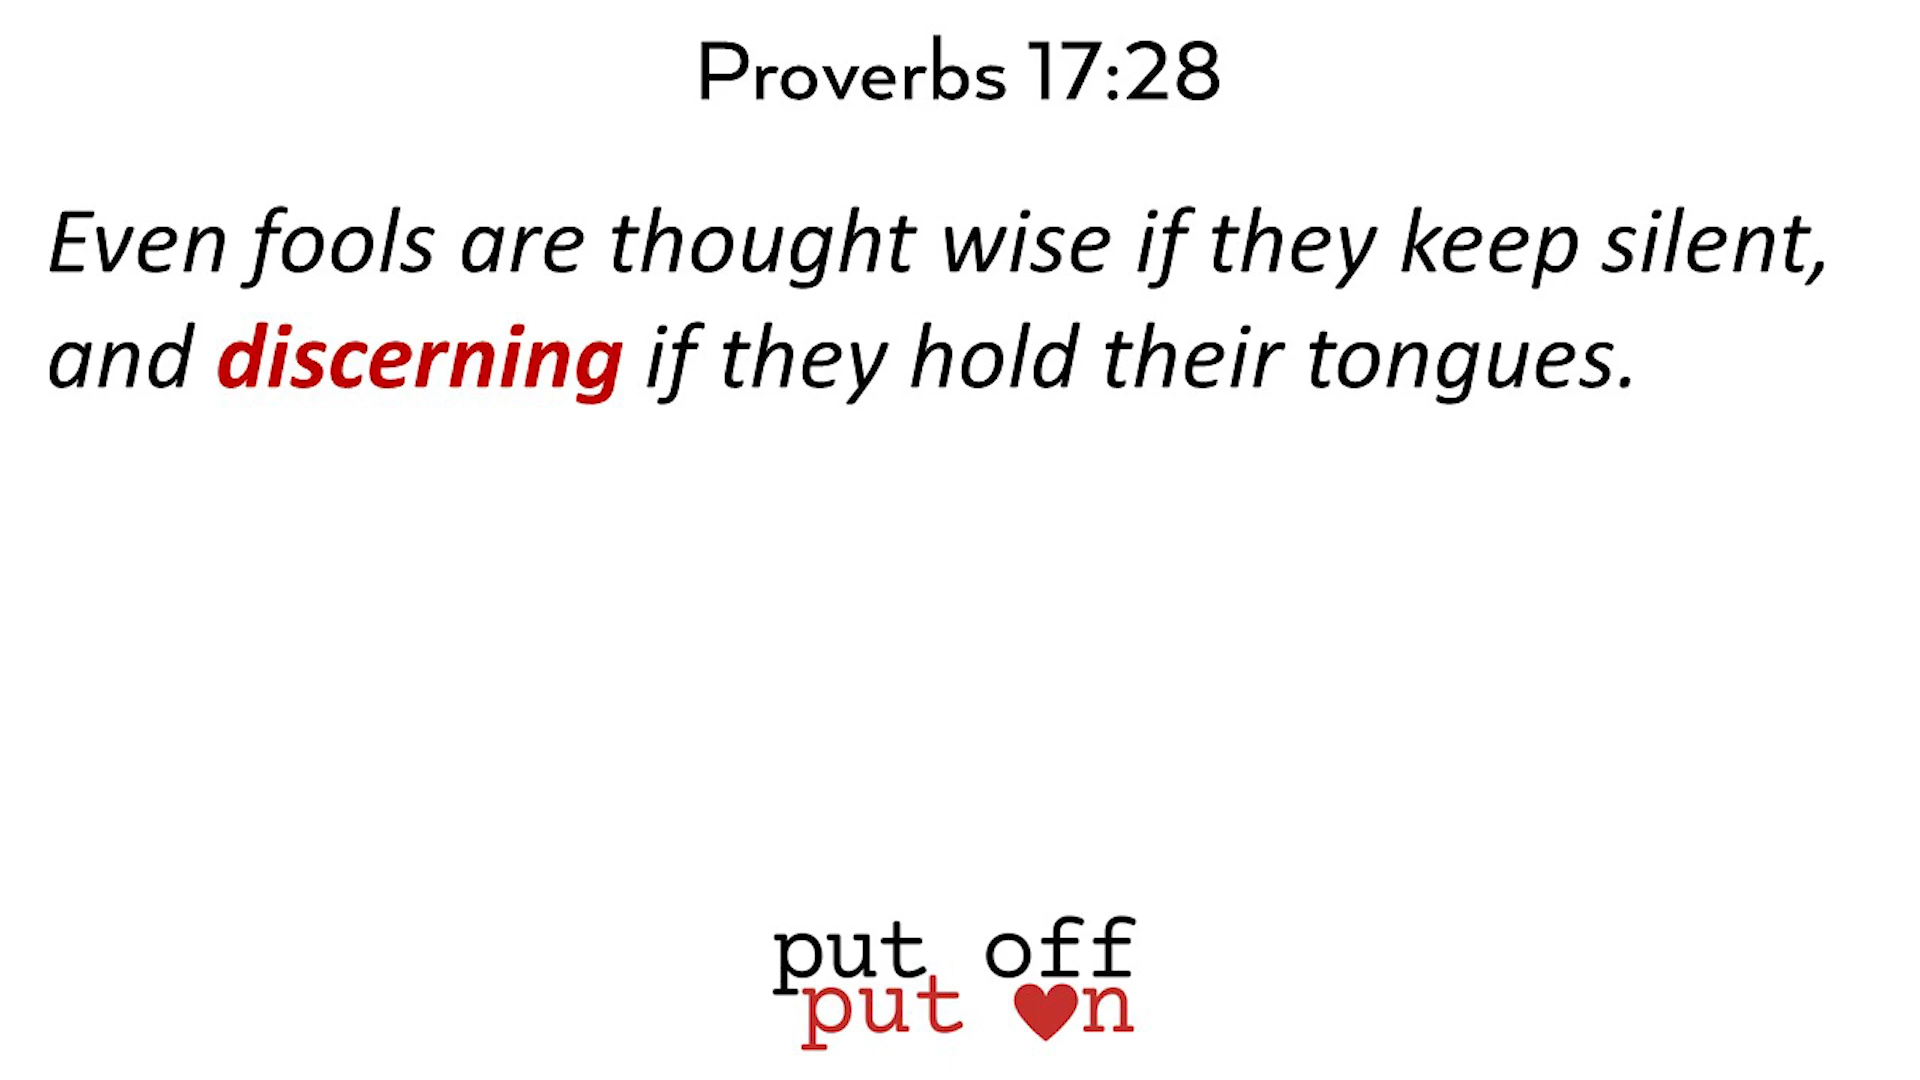 Proverbs 17:28
Even fools are thought wise if they keep silent,
and discerning if they hold their tongues.
put off
put ♥n